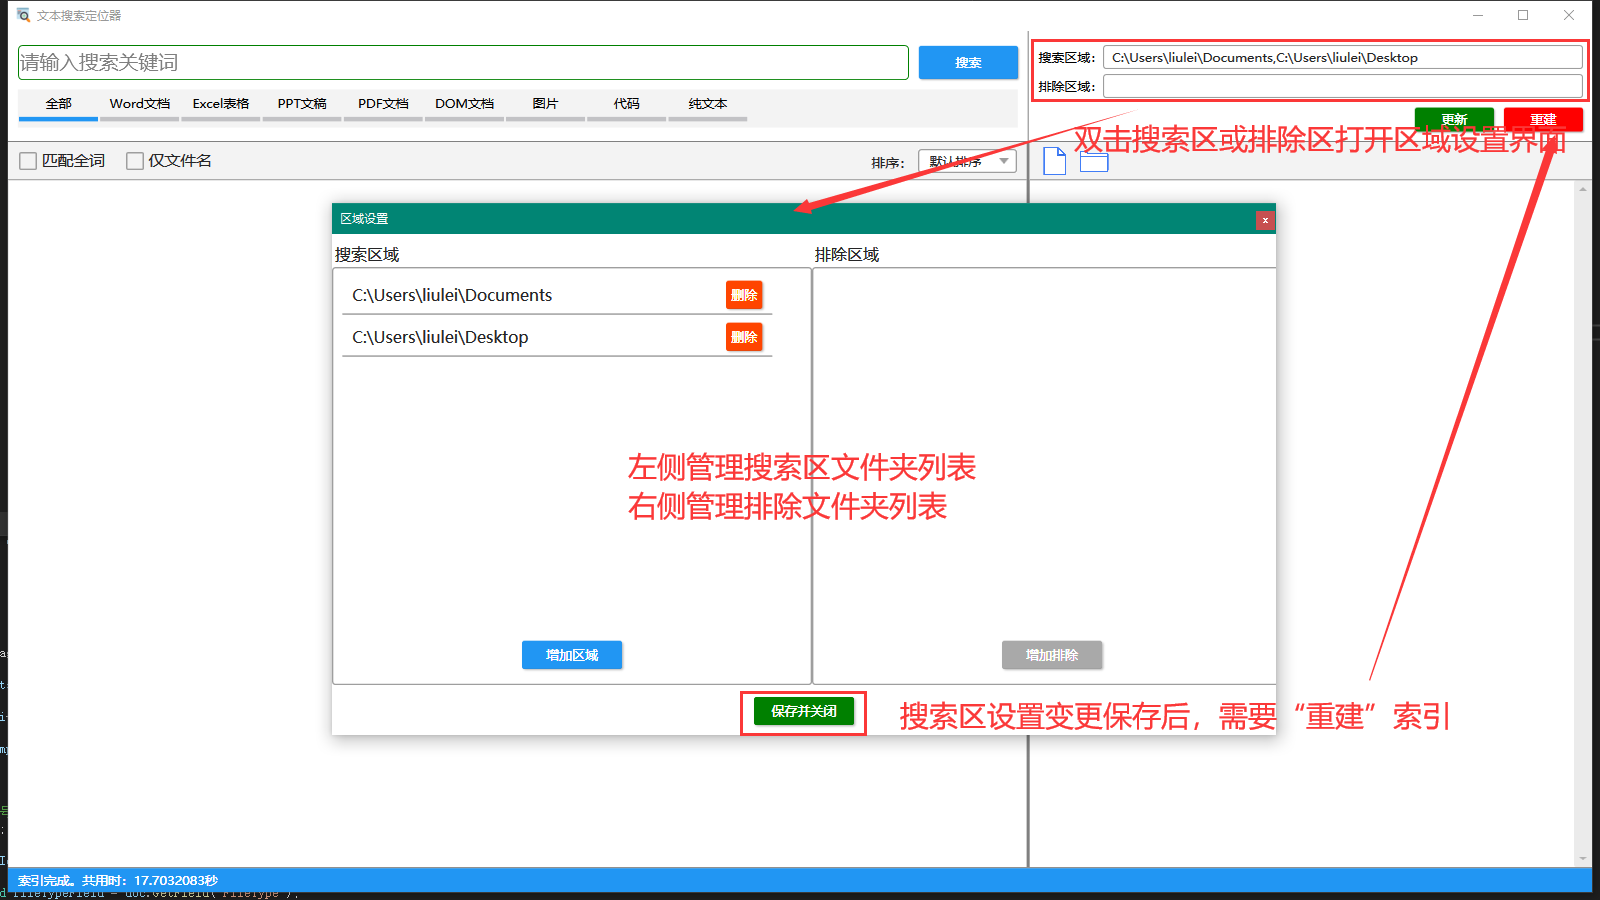 文本搜索定位器
请输入搜索关键词
搜索
搜索区域：
C:\Users\liulei\Documents,C:\Users\liulei\Desktop
排除区域：
全部
Word文档
Excel表格
PPT文稿
PDF文档
DOM文档
图片
代码
纯文本
更新
重建
双击搜索区或排除区打开区域设置界面
匹配全词
仅文件名
排序：
默认排序
区域设置
x
搜索区域
排除区域
C:\Users\liulei\Documents
删除
C:\Users\liulei\Desktop
删除
左侧管理搜索区文件夹列表
右侧管理排除文件夹列表
增加区域
增加排除
保存并关闭
搜索区设置变更保存后，需要“重建”索引
索引完成。共用时：17.7032083秒